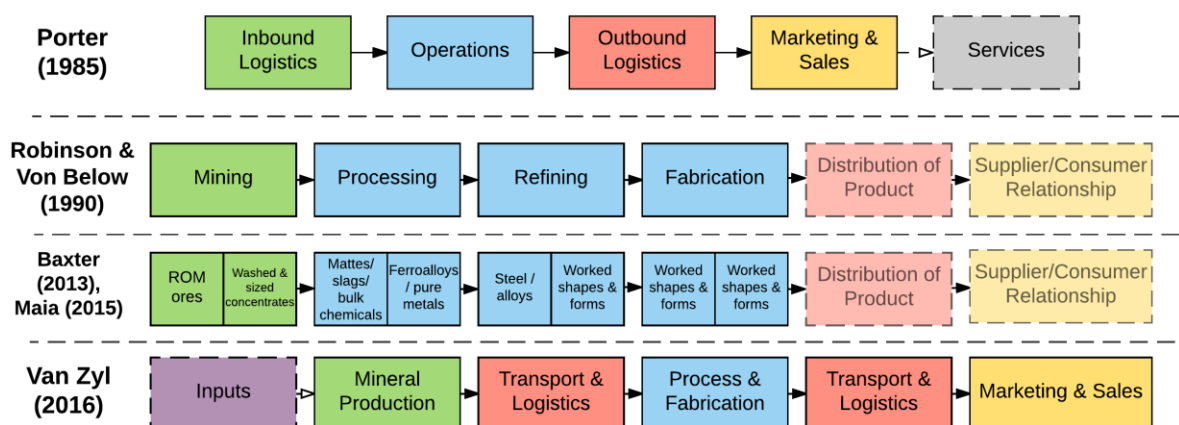 Porter
(1985)
Inbound
Logistics
Operations
Outbound
Logistics
Marketing &
Sales
Services
Robinson &
Von Below
(1990)
Mining
Processing
Refining
Fabrication
Distribution of
Product
Supplier/Consumer
Relationship
Baxter
(2013),
Maia (2015)
ROM
ores
Washed &
sized
concentrates
Mattes/
slags/
bulk
chemicals
Ferroalloys
/ pure
metals
Steel /
alloys
Worked
shapes &
forms
Worked
shapes &
forms
Worked
shapes &
forms
Distribution of
Product
Supplier/Consumer
Relationship
Van Zyl
(2016)
Inputs
Mineral
Production
Transport &
Logistics
Process &
Fabrication
Transport &
Logistics
Marketing & Sales